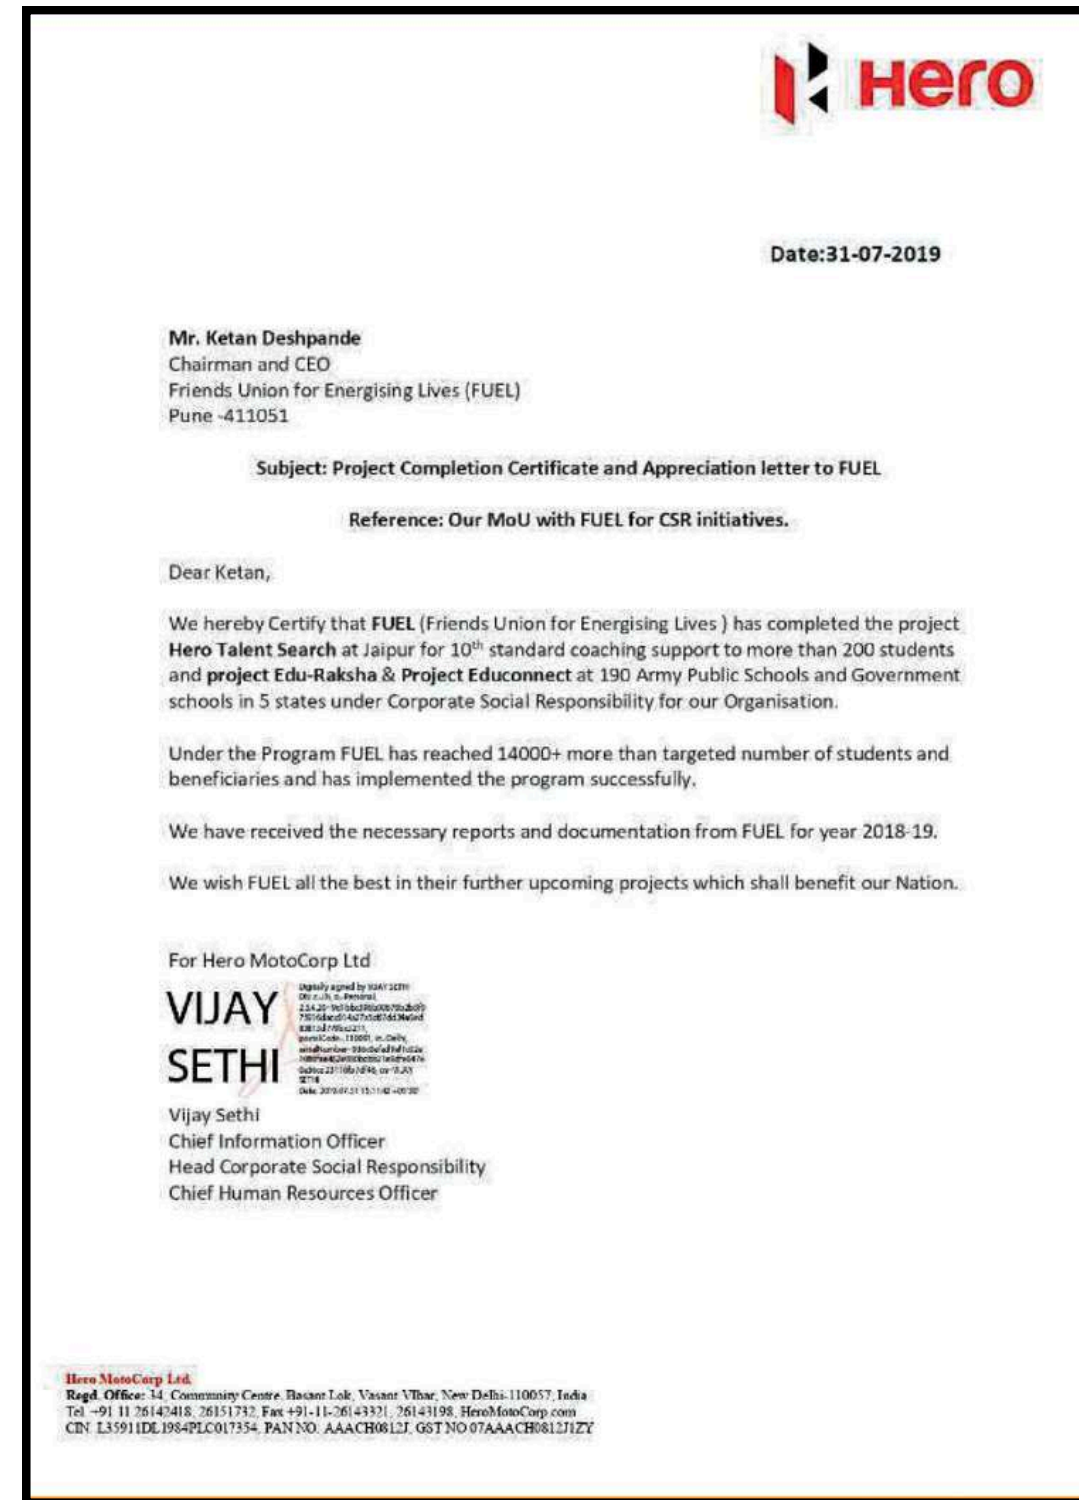 Hero
Date:31-07-2019
Mr. Ketan Deshpande
Chairman and CEO
Friends Union for Energising Lives (FUEL)
Pune -411051
Subject: Project Completion Certificate and Appreciation letter to FUEL
Reference: Our MoU with FUEL for CSR initiatives.
Dear Ketan,
We hereby Certify that FUEL (Friends Union for Energising Lives ) has completed the project
Hero Talent Search at Jaipur for 10th standard coaching support to more than 200 students
and project Edu-Raksha & Project Educonnect at 190 Army Public Schools and Government
schools in 5 states under Corporate Social Responsibility for our Organisation.
Under the Program FUEL has reached 14000+ more than targeted number of students and
beneficiaries and has implemented the program successfully.
We have received the necessary reports and documentation from FUEL for year 2018-19.
We wish FUEL all the best in their further upcoming projects which shall benefit our Nation.
For Hero MotoCorp Ltd
VIJAY
SETHI
Digitally signed by VIJAY SETHI
Vijay Sethi
Chief Information Officer
Head Corporate Social Responsibility
Chief Human Resources Officer
Hero MotoCorp Ltd.
Regd. Office: 34, Community Centre, Basant Lok, Vasant VIhar, New Delhi-110057, India
Tel. +91 11 26142418, 26151732, Fax +91-11-26143321, 26143198, HeroMotoCorp.com
CIN: L35911DL1984PLC017354, PAN NO: AAACH0812J, GST NO 07AAACH0812J1ZY